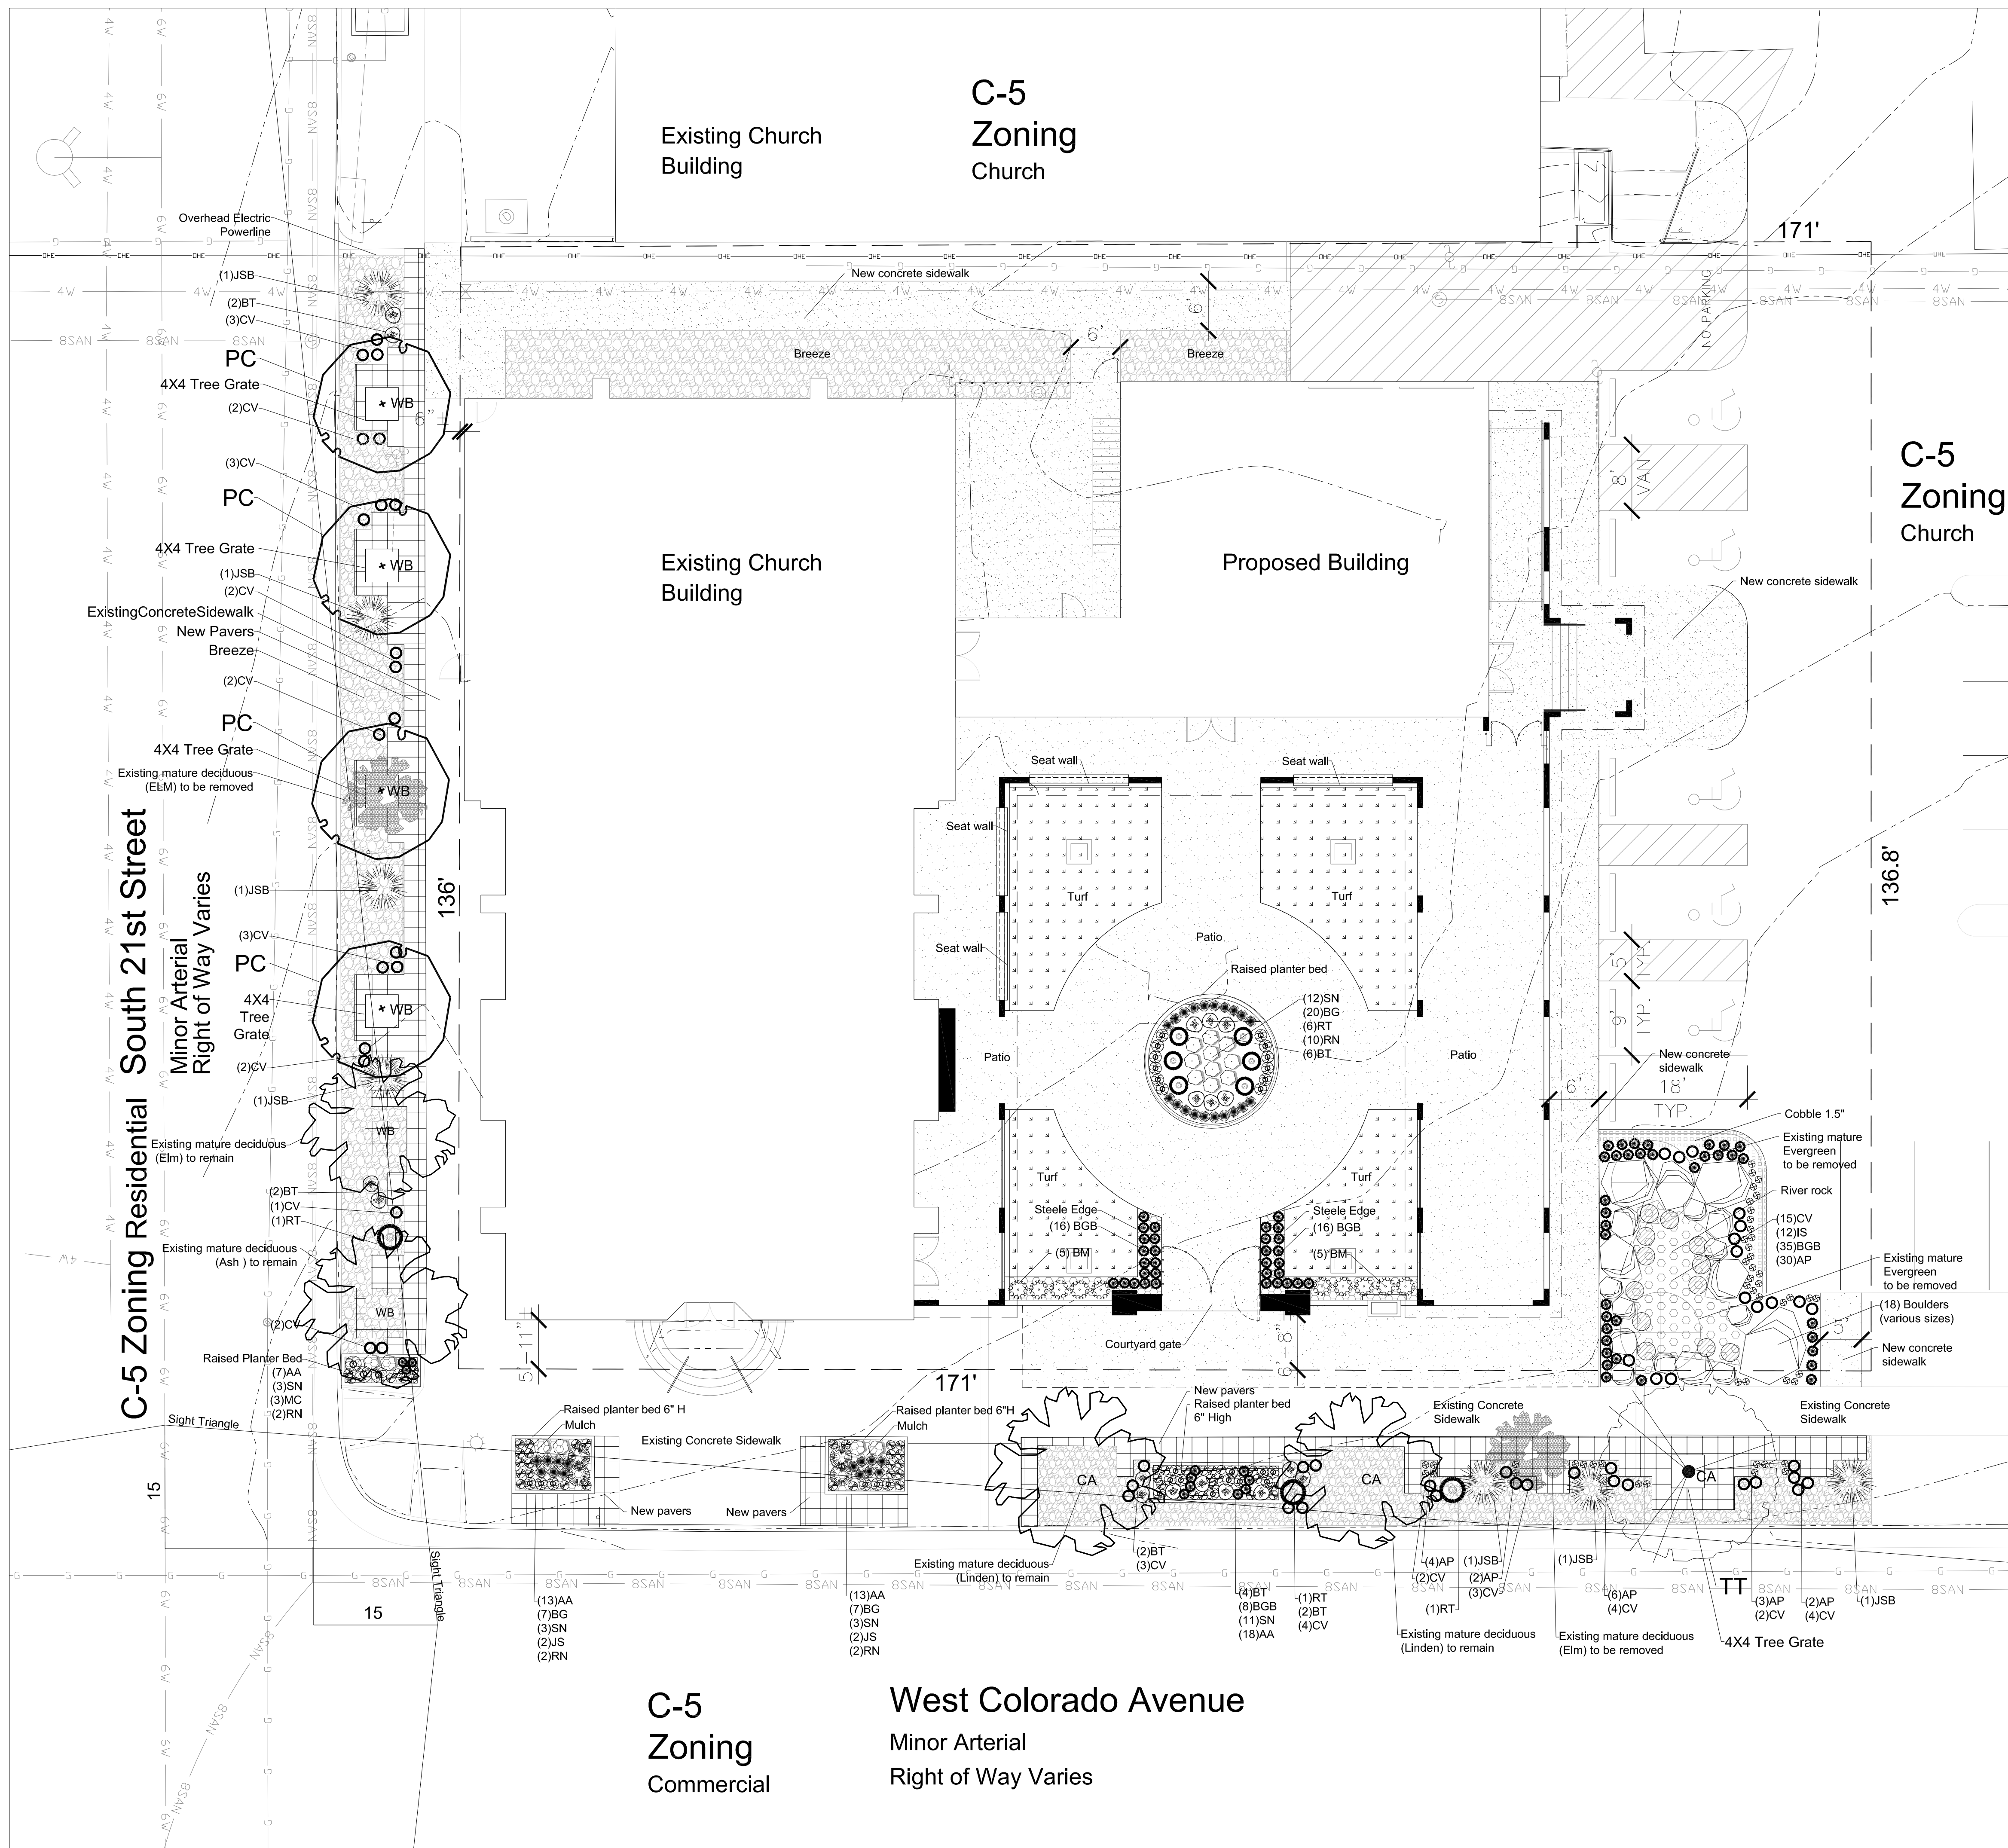 C-5
Zoning
Church
Existing Church
Building
171'
Overhead Electric
Powerline
New concrete sidewalk
(1)JSB
(2)BT
(3)CV
6'
6'
NO PARKING
Breeze
Breeze
PC
4X4 Tree Grate
WB
(2)CV
6"
(3)CV
PC
4X4 Tree Grate
WB
(1)JSB
(2)CV
ExistingConcreteSidewalk
New Pavers
Breeze
(2)CV
PC
4X4 Tree Grate
Existing mature deciduous
(ELM) to be removed
WB
(1)JSB
(3)CV
PC
4X4
Tree
Grate
WB
(2)CV
(1)JSB
Existing mature deciduous
(Elm) to remain
WB
(2)BT
(1)CV
(1)RT
Existing mature deciduous
(Ash ) to remain
WB
(2)CV
Raised Planter Bed
(7)AA
(3)SN
(3)MC
(2)RN
Sight Triangle
C-5 Zoning Residential
South 21st Street
Minor Arterial
Right of Way Varies
136'
Existing Church
Building
Proposed Building
8'
VAN
C-5
Zoning
Church
New concrete sidewalk
136.8'
Seat wall
Seat wall
Seat wall
Seat wall
Turf
Turf
Patio
Raised planter bed
(12)SN
(20)BG
(6)RT
(10)RN
(6)BT
Patio
Patio
5'
TYP.
9'
TYP.
New concrete
sidewalk
6'
18'
TYP.
Turf
Turf
Steele Edge
(16) BGB
(5) BM
Steele Edge
(16) BGB
(5) BM
Cobble 1.5"
Existing mature
Evergreen
to be removed
River rock
(15)CV
(12)IS
(35)BGB
(30)AP
Existing mature
Evergreen
to be removed
(18) Boulders
(various sizes)
5'
New concrete
sidewalk
5'-11"
Courtyard gate
6'-8"
171'
Raised planter bed 6" H
Mulch
Existing Concrete Sidewalk
Raised planter bed 6"H
Mulch
New pavers
Raised planter bed
6" High
Existing Concrete
Sidewalk
Existing Concrete
Sidewalk
CA
CA
CA
New pavers
New pavers
15
15
Sight Triangle
(13)AA
(7)BG
(3)SN
(2)JS
(2)RN
(13)AA
(7)BG
(3)SN
(2)JS
(2)RN
Existing mature deciduous
(Linden) to remain
(2)BT
(3)CV
(4)BT
(8)BGB
(11)SN
(18)AA
(1)RT
(2)BT
(4)CV
Existing mature deciduous
(Linden) to remain
(4)AP
(2)CV
(1)RT
(1)JSB
(2)AP
(3)CV
(1)JSB
Existing mature deciduous
(Elm) to be removed
(6)AP
(4)CV
TT
4X4 Tree Grate
(3)AP
(2)CV
(2)AP
(4)CV
(1)JSB
C-5
Zoning
Commercial
West Colorado Avenue
Minor Arterial
Right of Way Varies